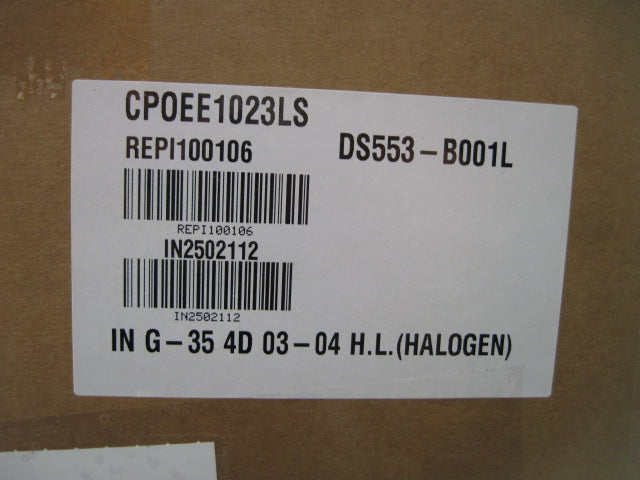 CPOEE1023LS
REPI100106 DS553-B001L
REPI100106
IN2502112
IN2502112
IN G-35 4D 03-04 H.L.(HALOGEN)